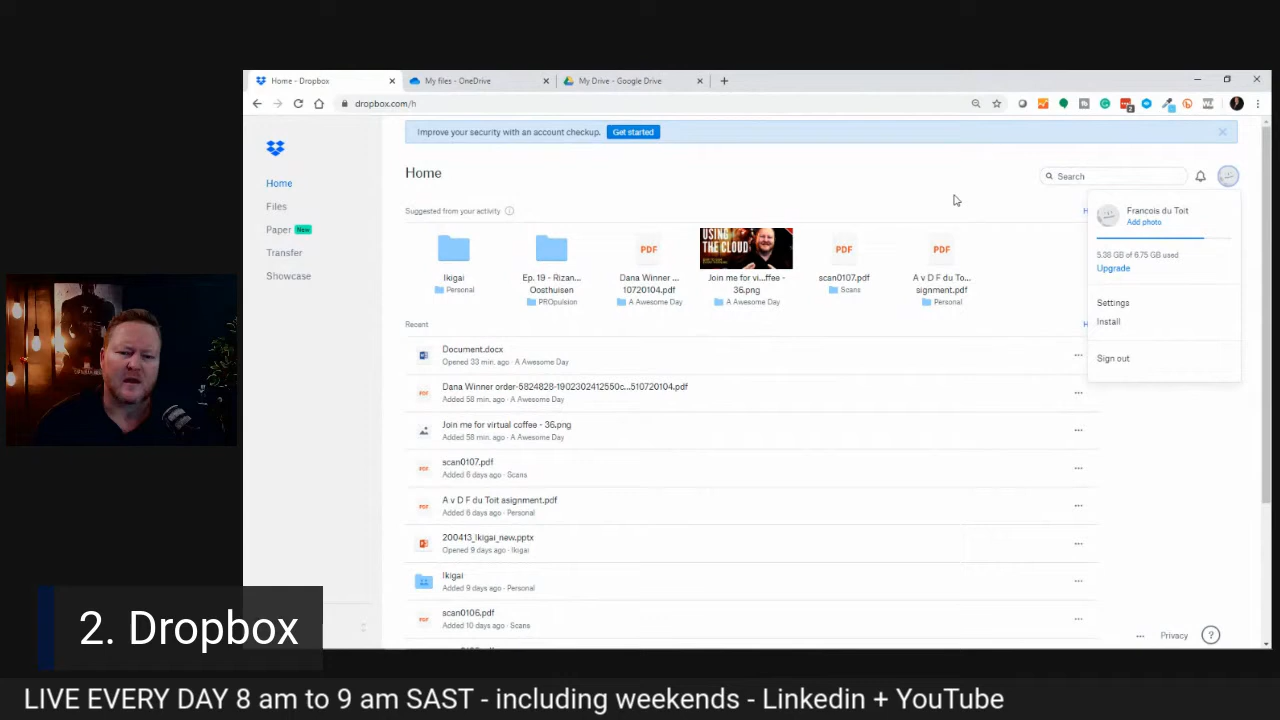 Home - Dropbox
My files - OneDrive
My Drive - Google Drive
dropbox.com/h
Improve your security with an account checkup. Get started
Home
Files
Paper New
Transfer
Showcase
Home
Search
Suggested from your activity
Ikigai
Personal
Ep. 19 - Rizan...
Oosthuisen
PROpulsion
PDF
Dana Winner ...
10720104.pdf
A Awesome Day
USING
THE CLOUD
Join me for vi...ffee -
36.png
A Awesome Day
PDF
scan0107.pdf
Scans
PDF
A v D F du To...
signment.pdf
Personal
Francois du Toit
Add photo
5.38 GB of 6.75 GB used
Upgrade
Settings
Install
Sign out
Recent
Document.docx
Opened 33 min. ago · A Awesome Day
PDF
Dana Winner order-5824828-1902302412550c...510720104.pdf
Added 58 min. ago · A Awesome Day
Join me for virtual coffee - 36.png
Added 58 min. ago · A Awesome Day
PDF
scan0107.pdf
Added 6 days ago · Scans
PDF
A v D F du Toit asignment.pdf
Added 6 days ago · Personal
200413_Ikigai_new.pptx
Opened 9 days ago · Ikigai
Ikigai
Added 9 days ago · Personal
PDF
scan0106.pdf
Added 10 days ago · Scans
Privacy
2. Dropbox
LIVE EVERY DAY 8 am to 9 am SAST - including weekends - Linkedin + YouTube